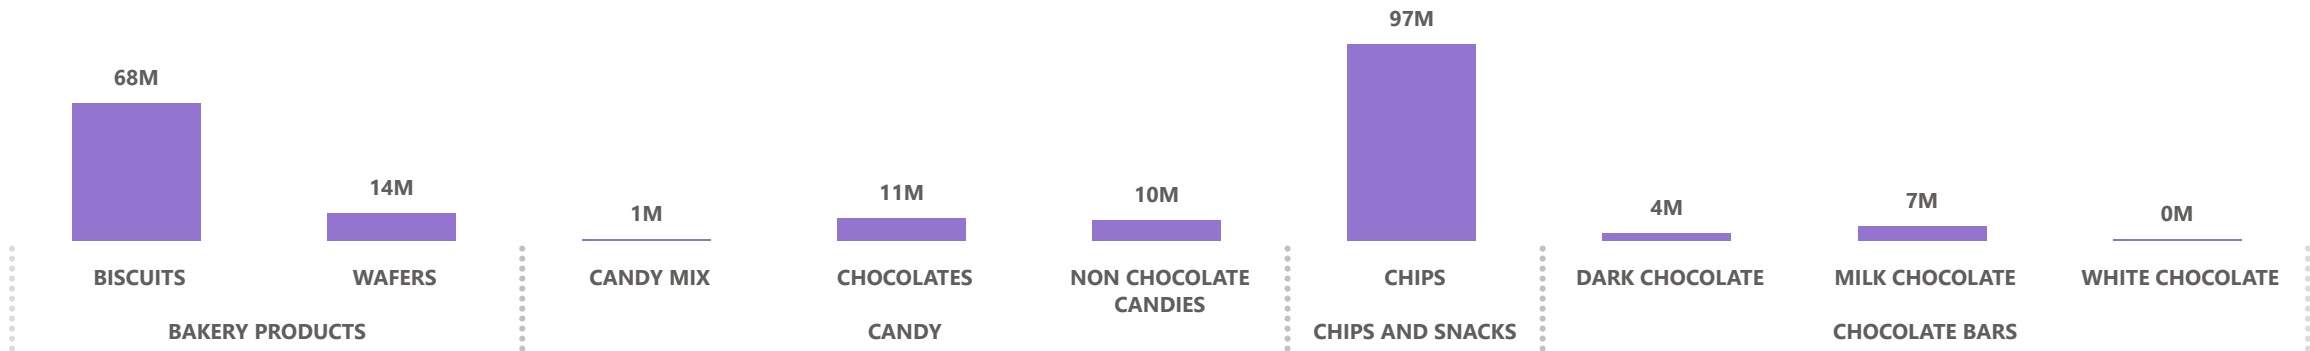 97M
68M
14M
1M
11M
10M
4M
7M
0M
BISCUITS
WAFERS
CANDY MIX
CHOCOLATES
NON CHOCOLATE
CANDIES
CHIPS
DARK CHOCOLATE
MILK CHOCOLATE
WHITE CHOCOLATE
BAKERY PRODUCTS
CANDY
CHIPS AND SNACKS
CHOCOLATE BARS